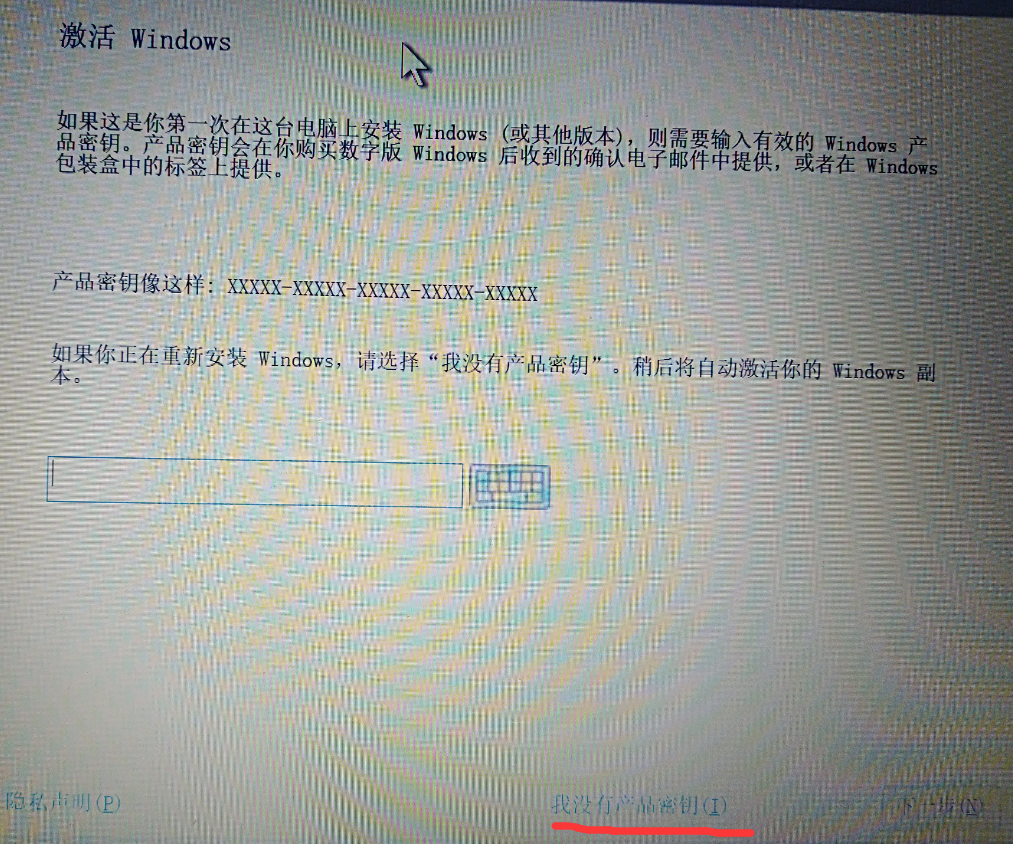 激活 Windows
如果这是你第一次在这台电脑上安装 Windows (或其他版本)，则需要输入有效的 Windows 产
品密钥。产品密钥会在你购买数字版 Windows 后收到的确认电子邮件中提供，或者在 Windows
包装盒中的标签上提供。
产品密钥像这样: XXXXX-XXXXX-XXXXX-XXXXX-XXXXX
如果你正在重新安装 Windows，请选择“我没有产品密钥”。稍后将自动激活你的 Windows 副
本。
隐私声明(P) 我没有产品密钥(I) 下一步(N)